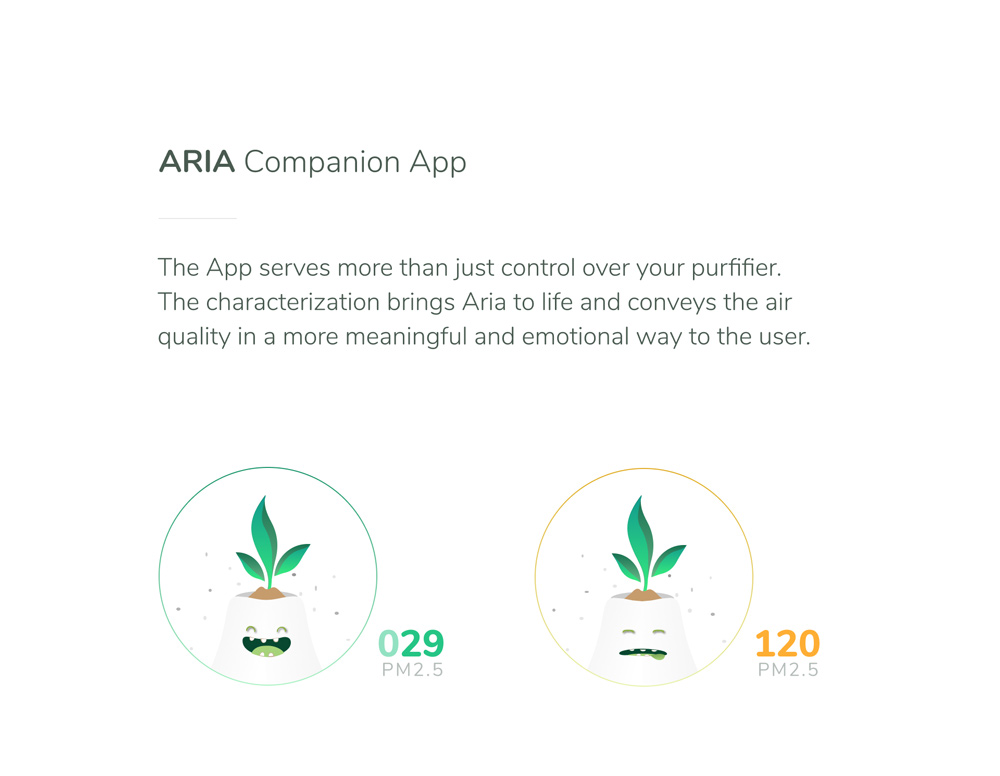 ARIA Companion App
The App serves more than just control over your purfifier.
The characterization brings Aria to life and conveys the air
quality in a more meaningful and emotional way to the user.
029
PM2.5
120
PM2.5